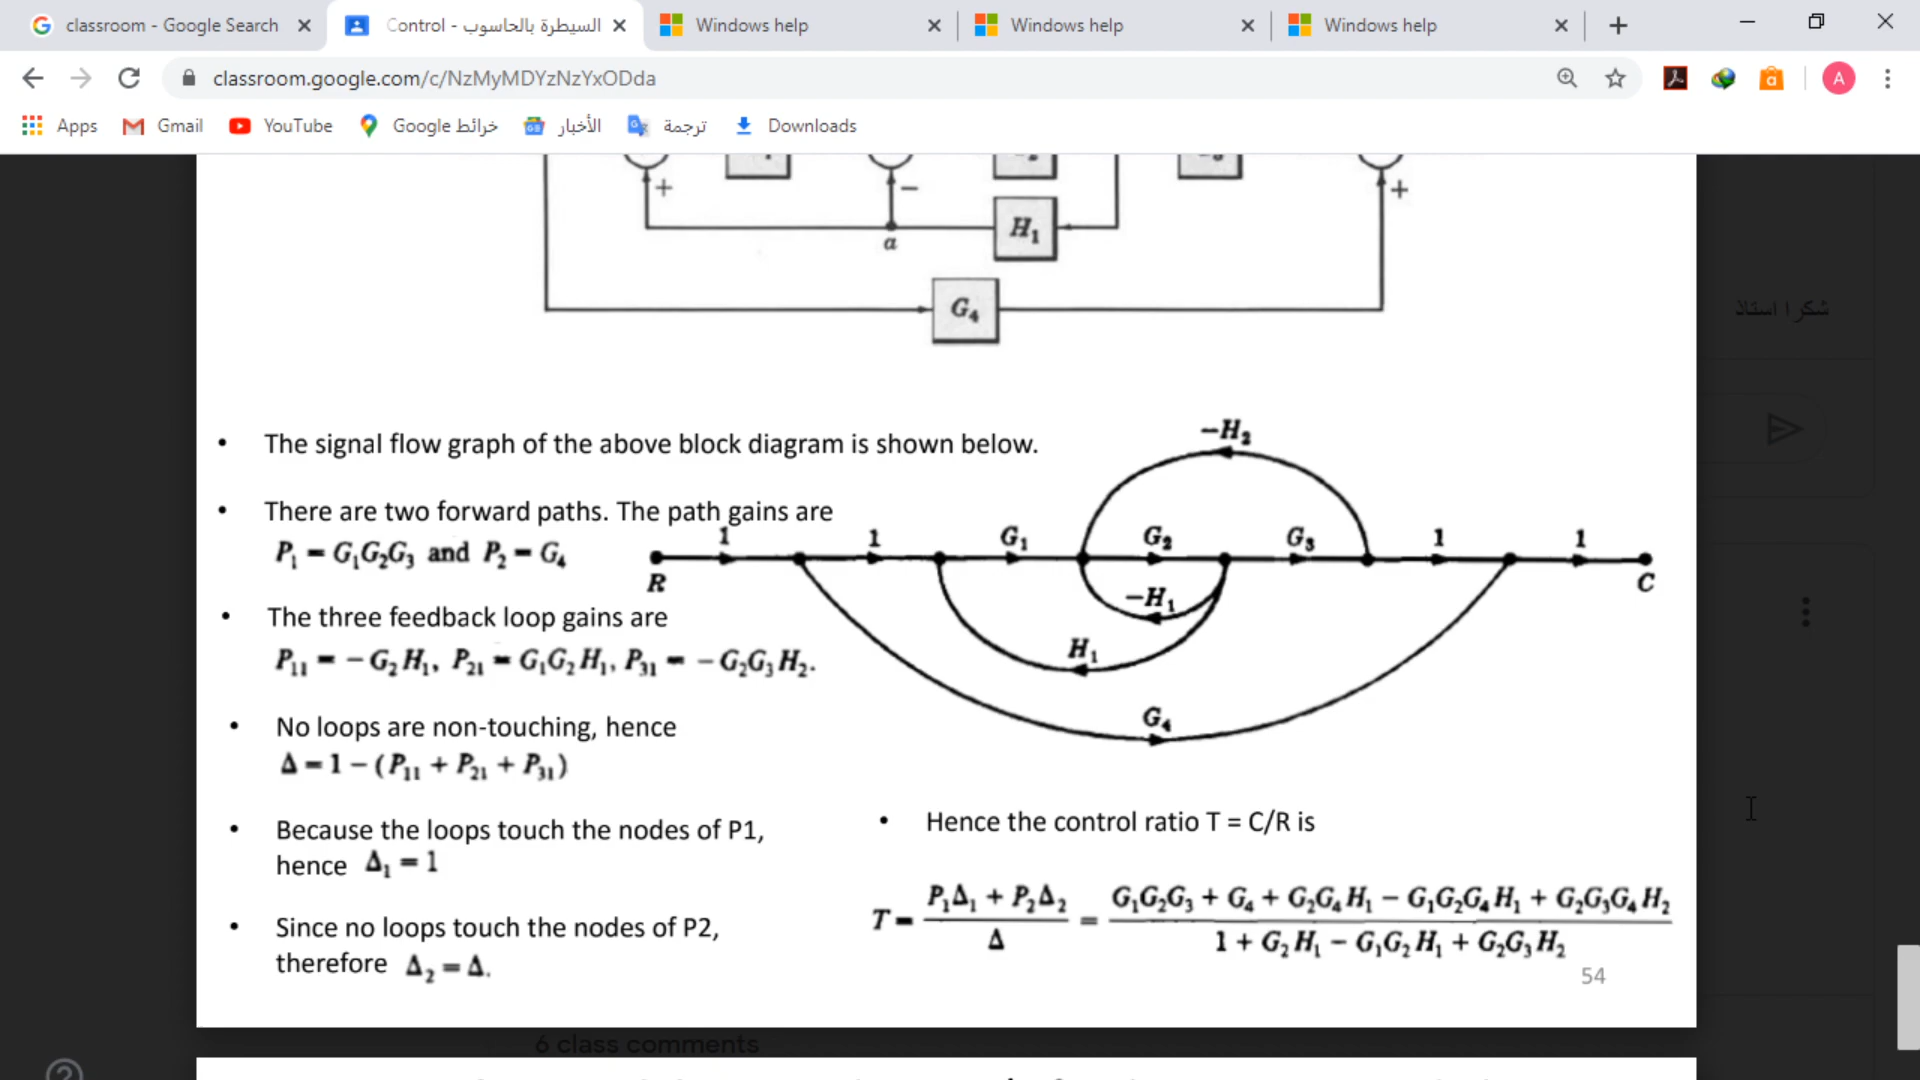 classroom - Google Search
Control - السيطرة بالحاسوب
Windows help
Windows help
Windows help
classroom.google.com/c/NzMyMDYzNzYxODda
A
Apps
Gmail
YouTube
خرائط Google
الأخبار
ترجمة
Downloads
+
−
+
H₁
a
G₄
شكرا استاذ
• The signal flow graph of the above block diagram is shown below.
• There are two forward paths. The path gains are
P₁ = G₁G₂G₃ and P₂ = G₄
• The three feedback loop gains are
P₁₁ = − G₂H₁, P₂₁ = G₁G₂H₁, P₃₁ = − G₂G₃H₂.
• No loops are non-touching, hence
Δ = 1 − (P₁₁ + P₂₁ + P₃₁)
• Because the loops touch the nodes of P1,
hence Δ₁ = 1
• Since no loops touch the nodes of P2,
therefore Δ₂ = Δ.
−H₂
1 1 G₁ G₂ G₃ 1 1
R C
−H₁
H₁
G₄
• Hence the control ratio T = C/R is
T = (P₁Δ₁ + P₂Δ₂) / Δ = (G₁G₂G₃ + G₄ + G₂G₄H₁ − G₁G₂G₄H₁ + G₂G₃G₄H₂) / (1 + G₂H₁ − G₁G₂H₁ + G₂G₃H₂)
54
6 class comments